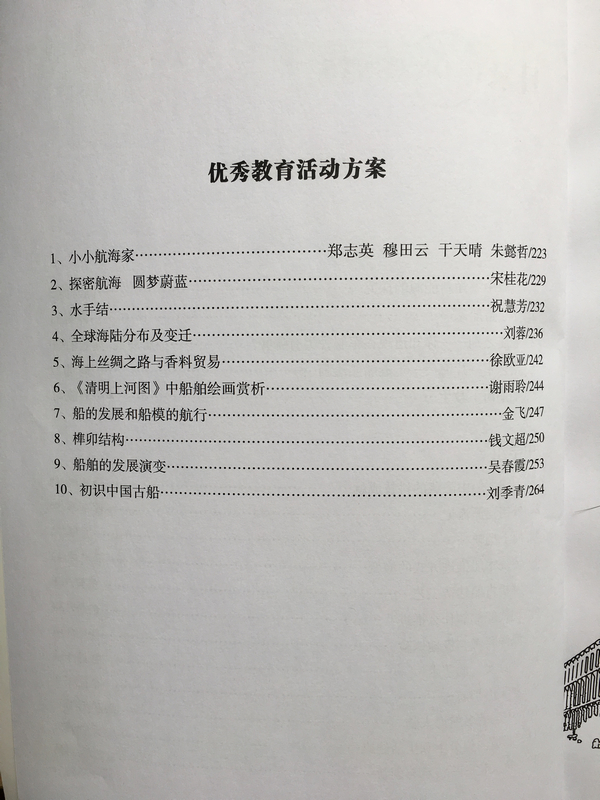 优秀教育活动方案
1、小小航海家……………………………郑志英 穆田云 干天晴 朱懿哲/223
2、探密航海 圆梦蔚蓝……………………………宋桂花/229
3、水手结……………………………祝慧芳/232
4、全球海陆分布及变迁……………………………刘蓉/236
5、海上丝绸之路与香料贸易……………………………徐欧亚/242
6、《清明上河图》中船舶绘画赏析……………………………谢雨聆/244
7、船的发展和船模的航行……………………………金飞/247
8、榫卯结构……………………………钱文超/250
9、船舶的发展演变……………………………吴春霞/253
10、初识中国古船……………………………刘季青/264